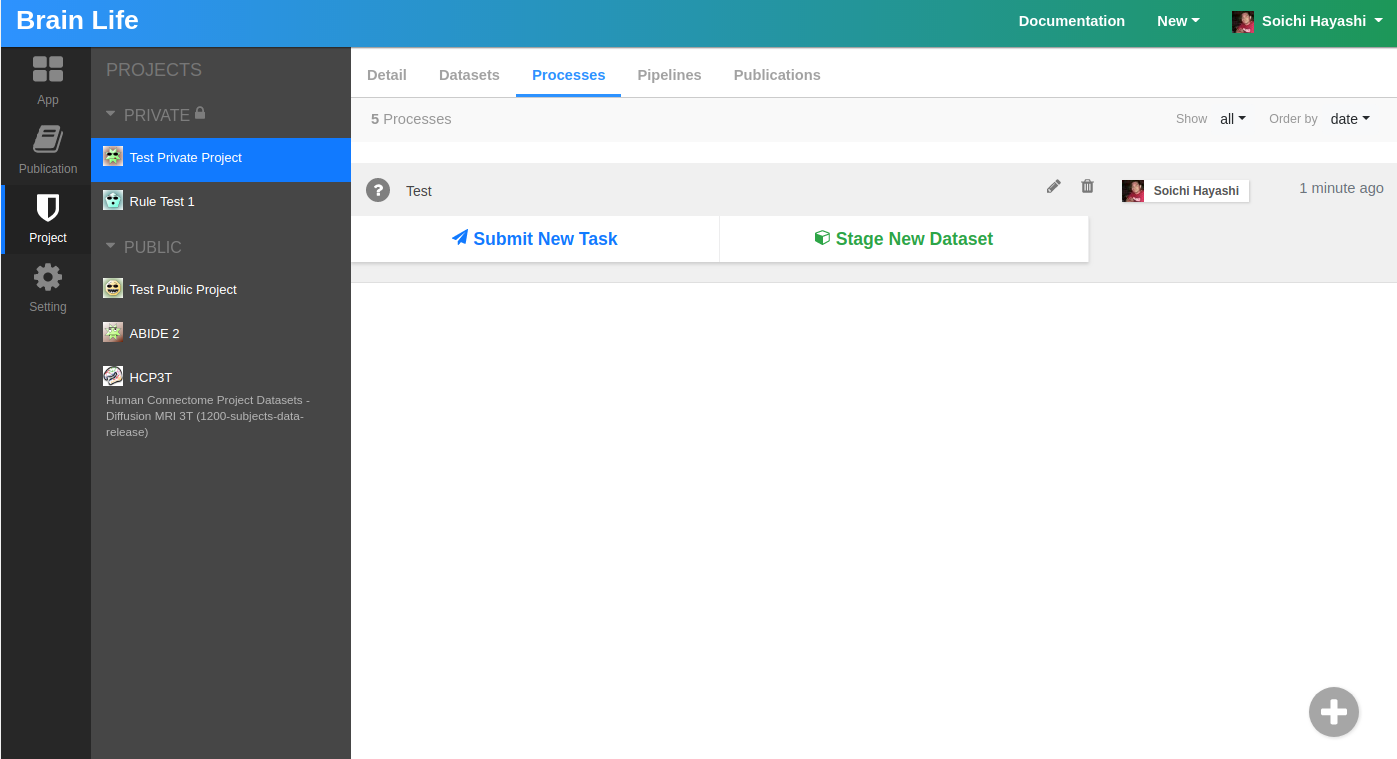 Brain Life
Documentation
New
Soichi Hayashi
App
Publication
Project
Setting
PROJECTS
PRIVATE
Test Private Project
Rule Test 1
PUBLIC
Test Public Project
ABIDE 2
HCP3T
Human Connectome Project Datasets -
Diffusion MRI 3T (1200-subjects-data-
release)
Detail
Datasets
Processes
Pipelines
Publications
5 Processes
Show all
Order by date
Test
Soichi Hayashi
1 minute ago
Submit New Task
Stage New Dataset